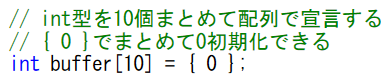 // int型を10個まとめて配列で宣言する
// { 0 }でまとめて0初期化できる
int buffer[10] = { 0 };